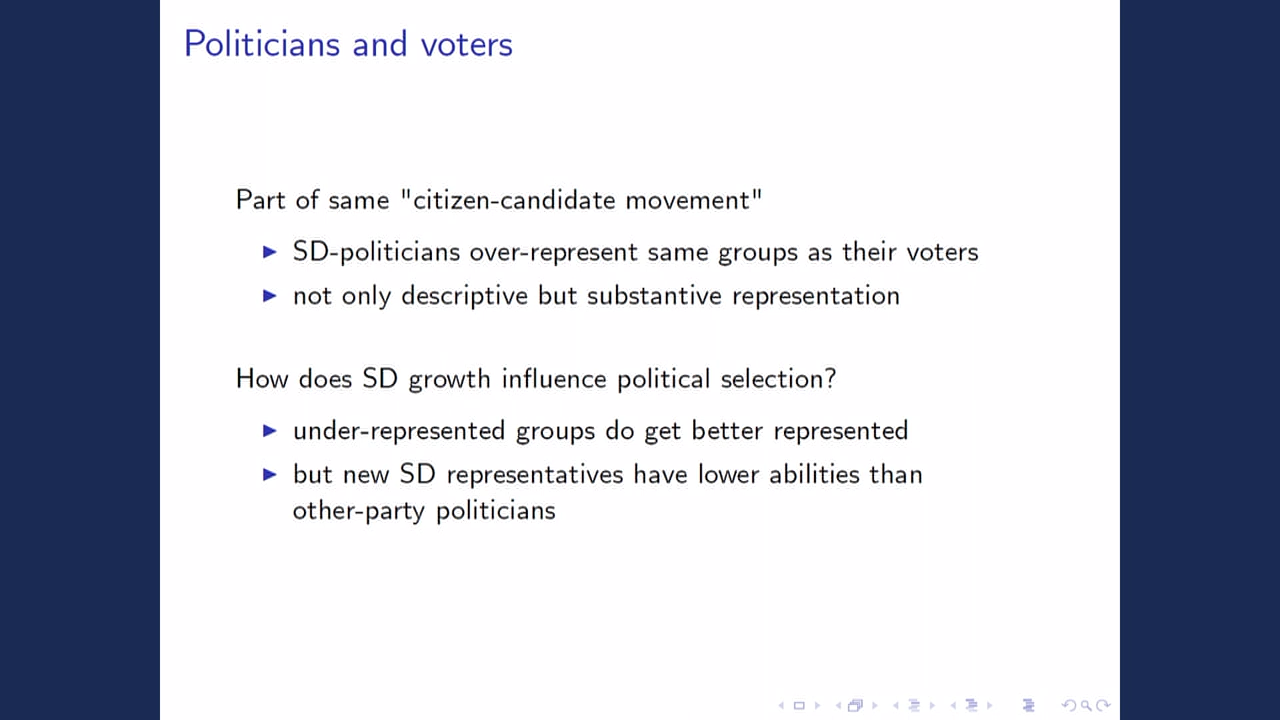 Politicians and voters
Part of same "citizen-candidate movement"
SD-politicians over-represent same groups as their voters
not only descriptive but substantive representation
How does SD growth influence political selection?
under-represented groups do get better represented
but new SD representatives have lower abilities than
other-party politicians